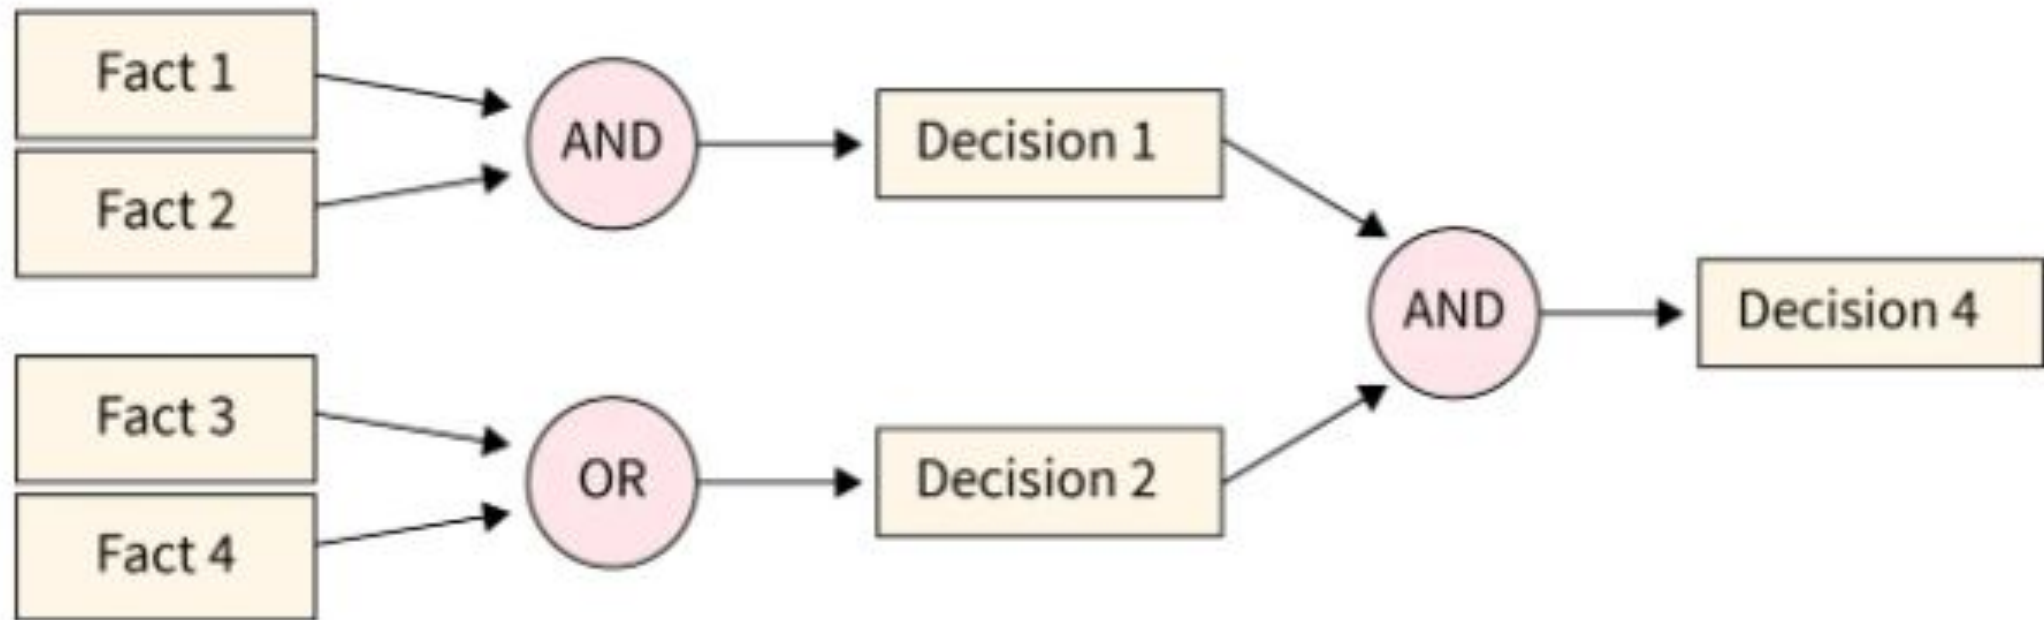 Fact 1
Fact 2
AND
Decision 1
Fact 3
Fact 4
OR
Decision 2
AND
Decision 4